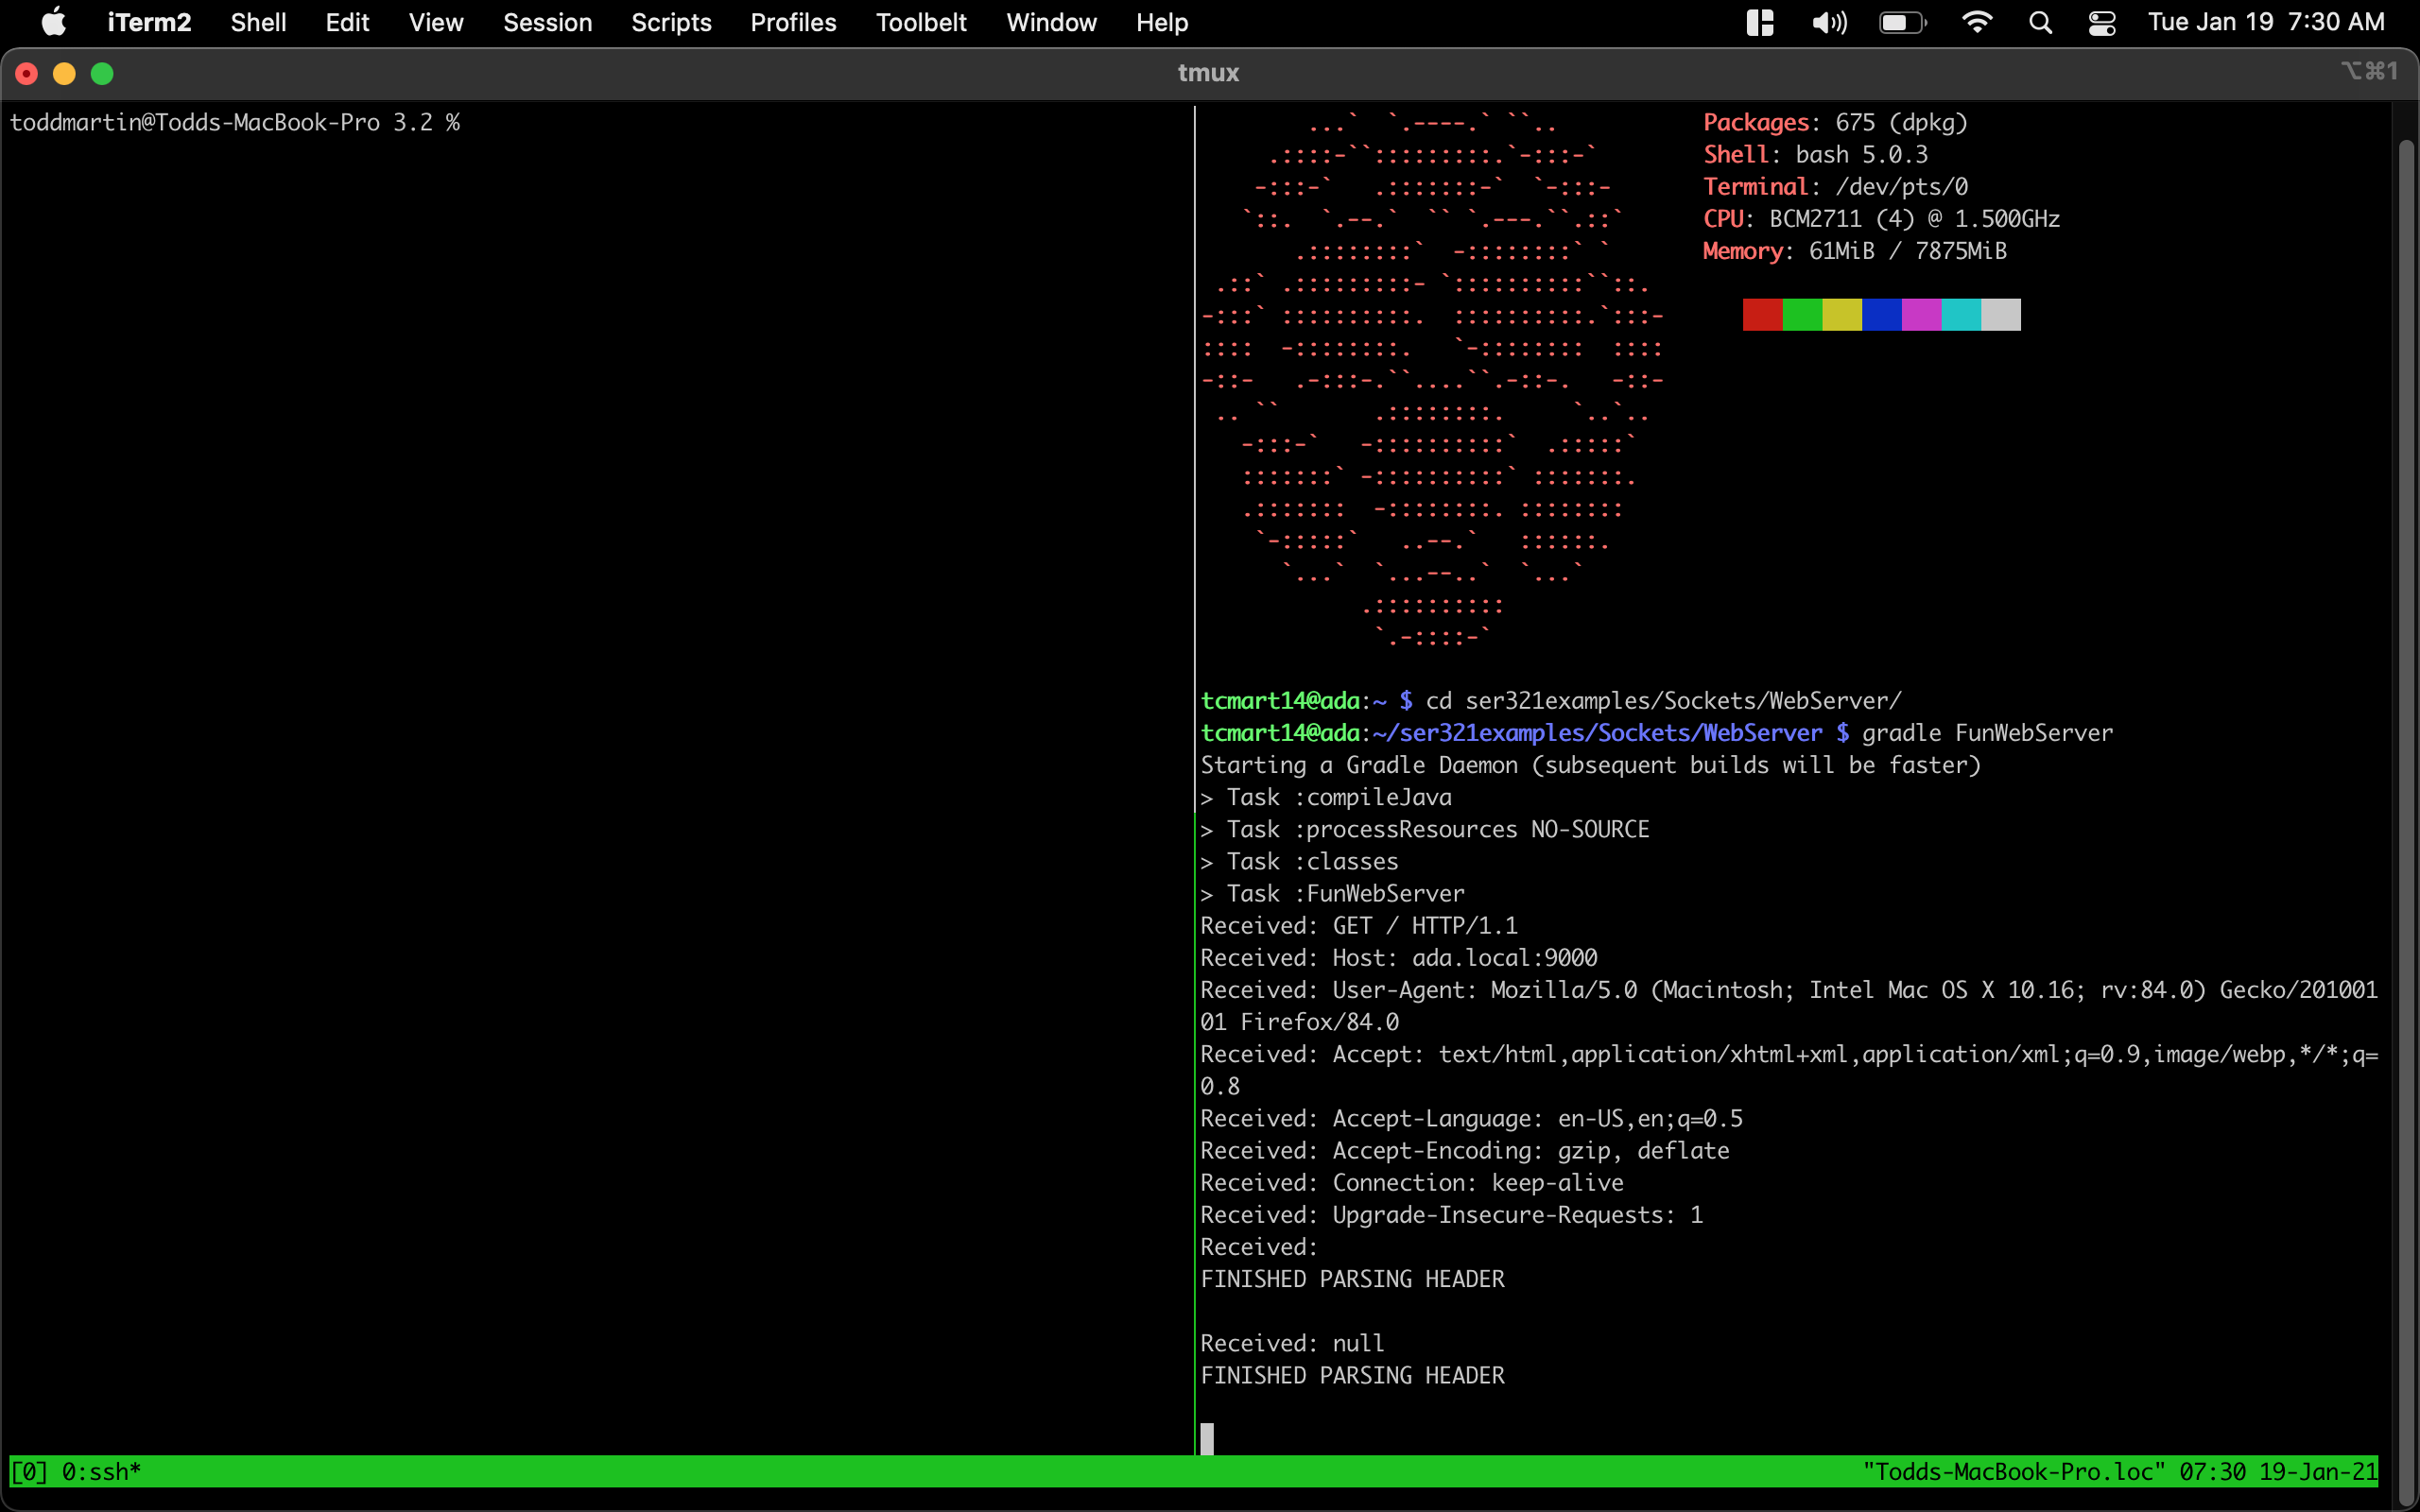 iTerm2 Shell Edit View Session Scripts Profiles Toolbelt Window Help Tue Jan 19 7:30 AM
tmux ⌥⌘1
toddmartin@Todds-MacBook-Pro 3.2 %
Packages: 675 (dpkg)
Shell: bash 5.0.3
Terminal: /dev/pts/0
CPU: BCM2711 (4) @ 1.500GHz
Memory: 61MiB / 7875MiB
tcmart14@ada:~ $ cd ser321examples/Sockets/WebServer/
tcmart14@ada:~/ser321examples/Sockets/WebServer $ gradle FunWebServer
Starting a Gradle Daemon (subsequent builds will be faster)
> Task :compileJava
> Task :processResources NO-SOURCE
> Task :classes
> Task :FunWebServer
Received: GET / HTTP/1.1
Received: Host: ada.local:9000
Received: User-Agent: Mozilla/5.0 (Macintosh; Intel Mac OS X 10.16; rv:84.0) Gecko/201001
01 Firefox/84.0
Received: Accept: text/html,application/xhtml+xml,application/xml;q=0.9,image/webp,*/*;q=
0.8
Received: Accept-Language: en-US,en;q=0.5
Received: Accept-Encoding: gzip, deflate
Received: Connection: keep-alive
Received: Upgrade-Insecure-Requests: 1
Received:
FINISHED PARSING HEADER
Received: null
FINISHED PARSING HEADER
[0] 0:ssh* "Todds-MacBook-Pro.loc" 07:30 19-Jan-21